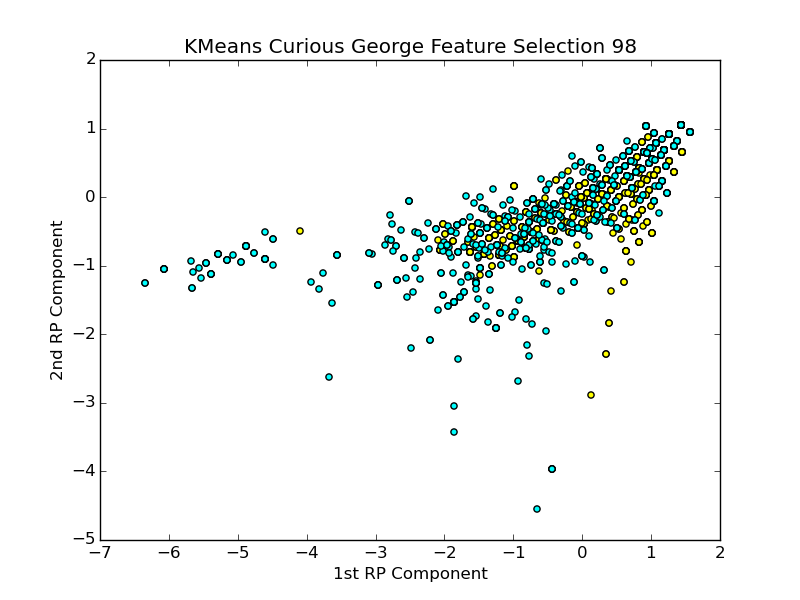 KMeans Curious George Feature Selection 98
2
1
0
−1
−2
−3
−4
−5
2nd RP Component
−7 −6 −5 −4 −3 −2 −1 0 1 2
1st RP Component